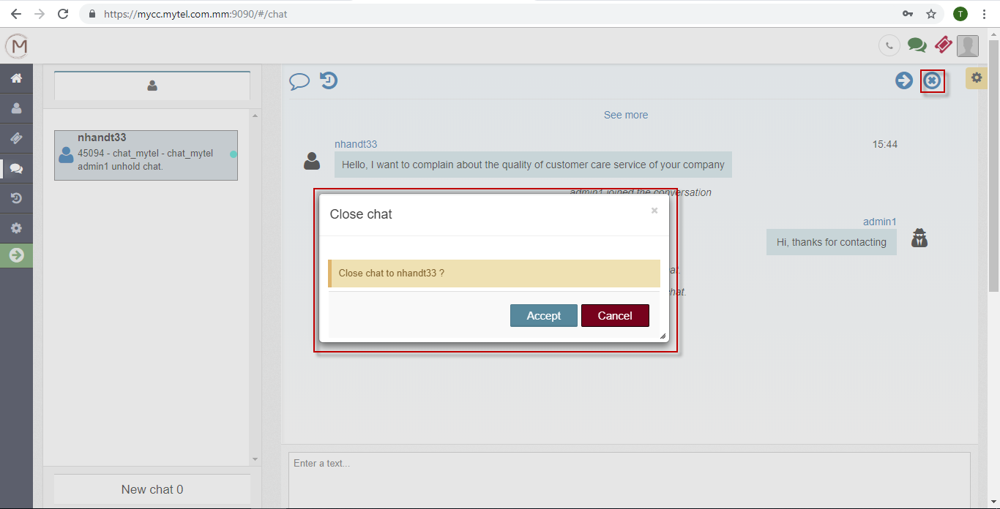 https://mycc.mytel.com.mm:9090/#/chat
T
M
nhandt33
45094 - chat_mytel - chat_mytel
admin1 unhold chat.
New chat 0
See more
nhandt33
15:44
Hello, I want to complain about the quality of customer care service of your company
admin1 joined the conversation
admin1
Hi, thanks for contacting
at.
hat.
Close chat
×
Close chat to nhandt33 ?
Accept
Cancel
Enter a text...